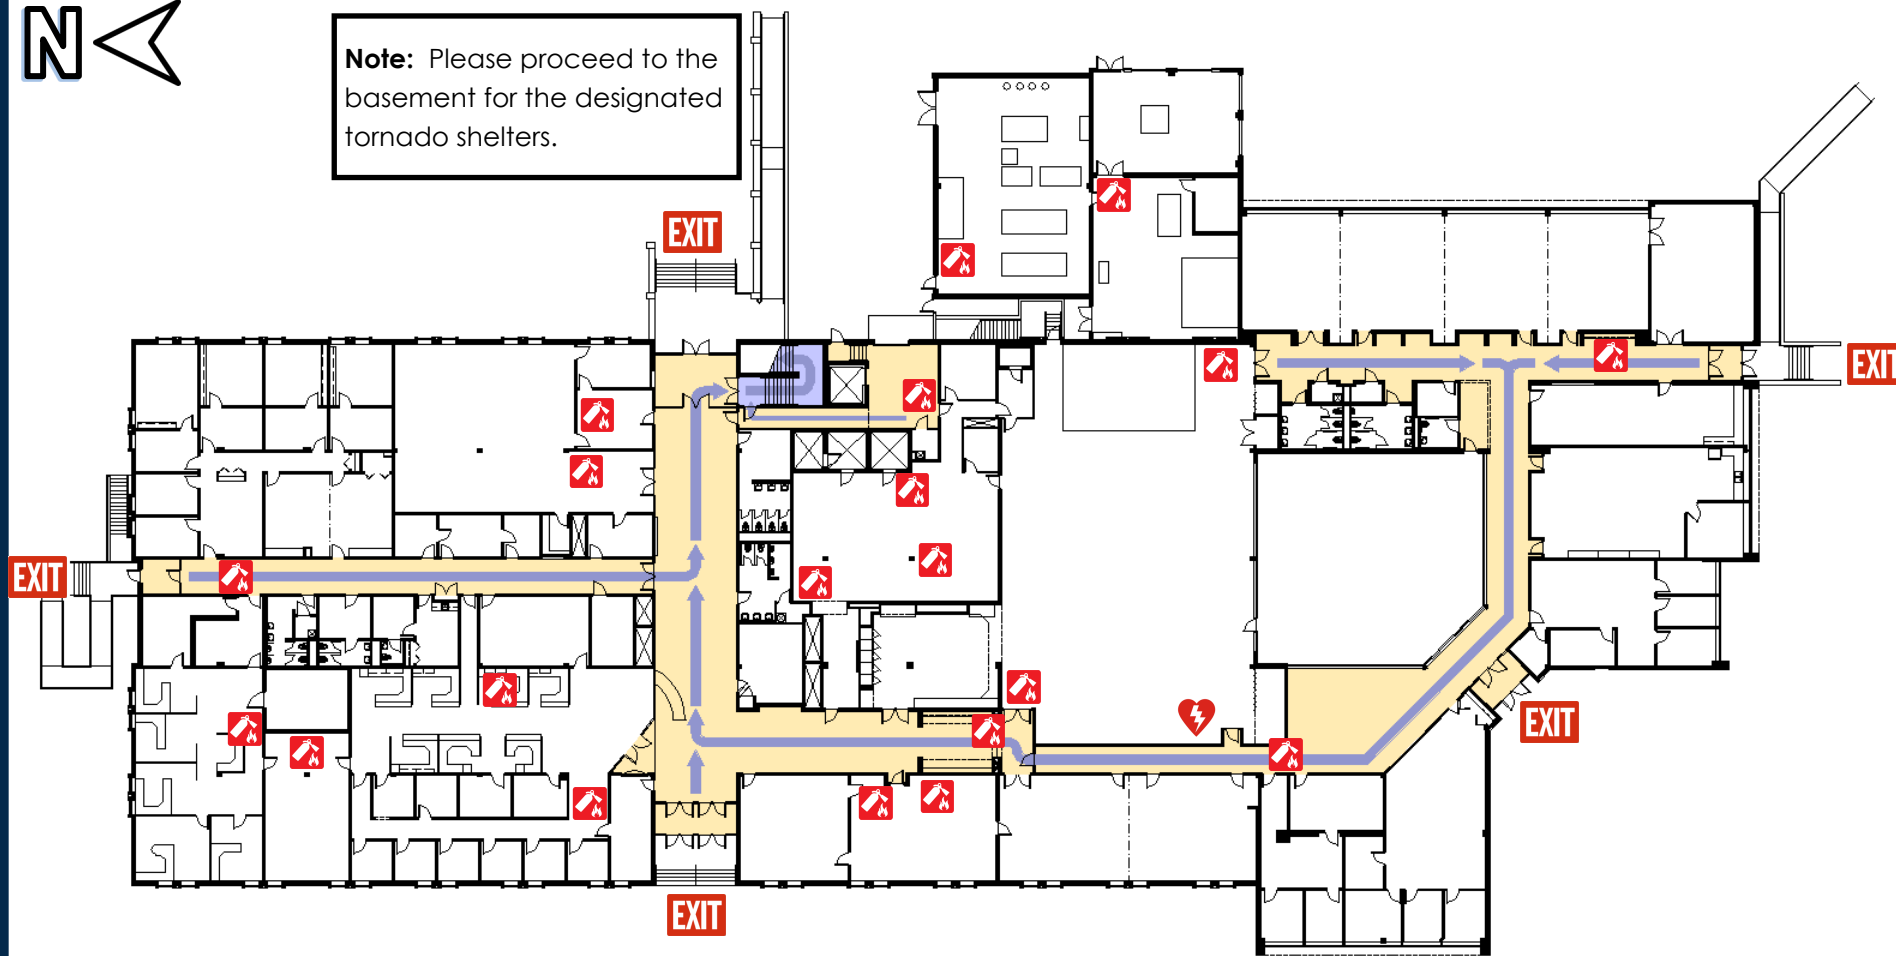 N
Note: Please proceed to the
basement for the designated
tornado shelters.
EXIT
EXIT
EXIT
EXIT
EXIT